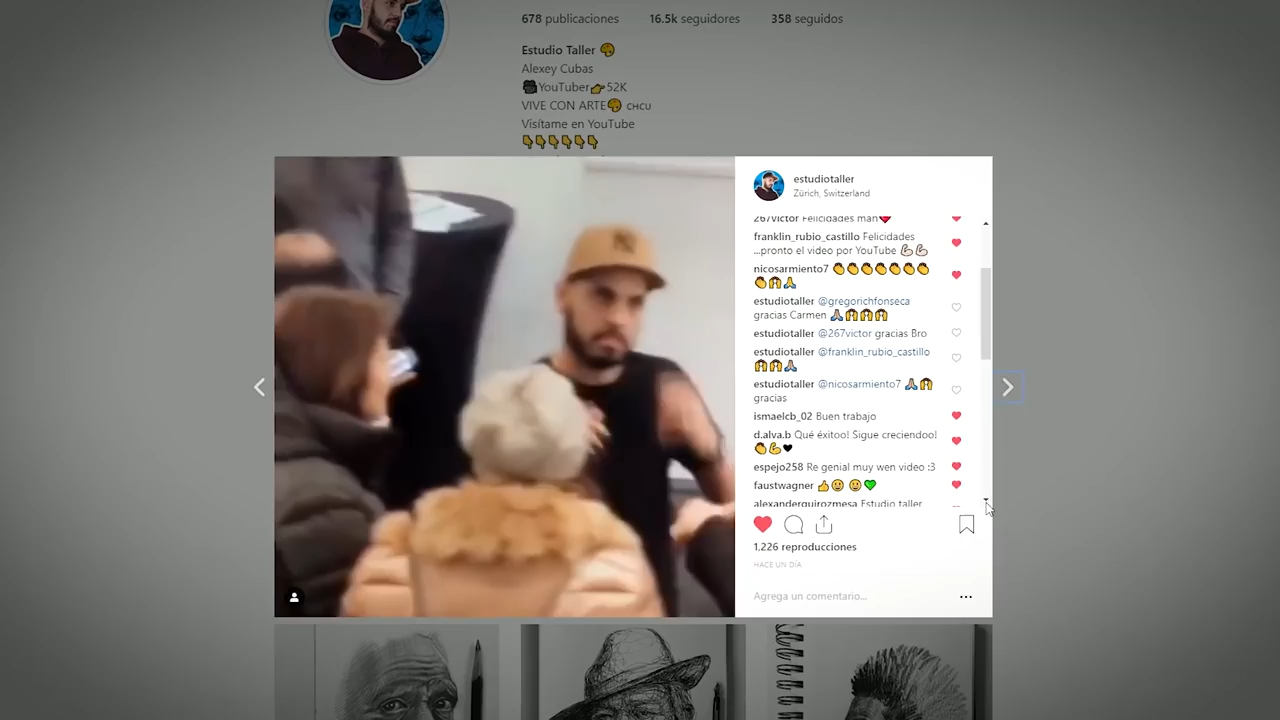 678 publicaciones 16.5k seguidores 358 seguidos
Estudio Taller
Alexey Cubas
YouTuber👉52K
VIVE CON ARTE CHCU
Visítame en YouTube
👇👇👇👇👇👇
estudiotaller
Zürich, Switzerland
267victor Felicidades man❤
franklin_rubio_castillo Felicidades
...pronto el video por YouTube 💪🏻💪🏻
nicosarmiento7 👏👏👏👏👏👏👏
👏🙌🙏
estudiotaller @gregorichfonseca
gracias Carmen 🙏🏽🙌🙌🙌
estudiotaller @267victor gracias Bro
estudiotaller @franklin_rubio_castillo
🙌🙌🙏🏽
estudiotaller @nicosarmiento7 🙏🏽🙌
gracias
ismaelcb_02 Buen trabajo
d.alva.b Qué éxitoo! Sigue creciendoo!
👏💪🖤
espejo258 Re genial muy wen video :3
faustwagner 👍😃 😃💚
alexanderquirozmesa Estudio taller
1,226 reproducciones
HACE UN DÍA
Agrega un comentario...